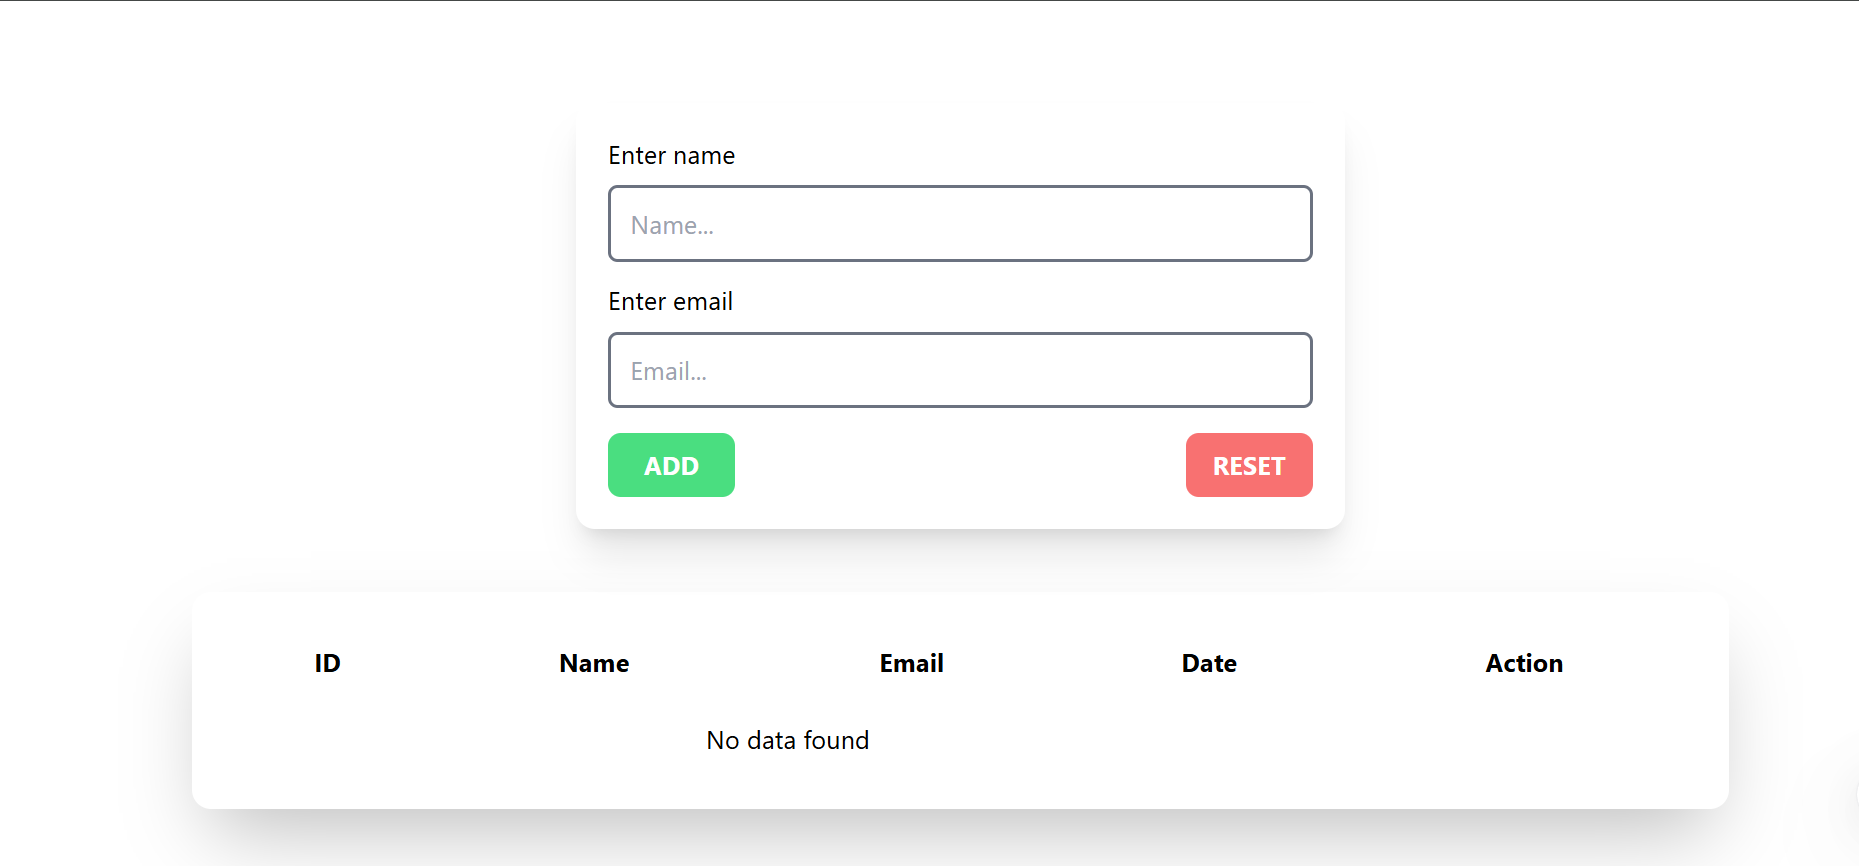 Enter name
Name...
Enter email
Email...
ADD RESET
ID Name Email Date Action
No data found